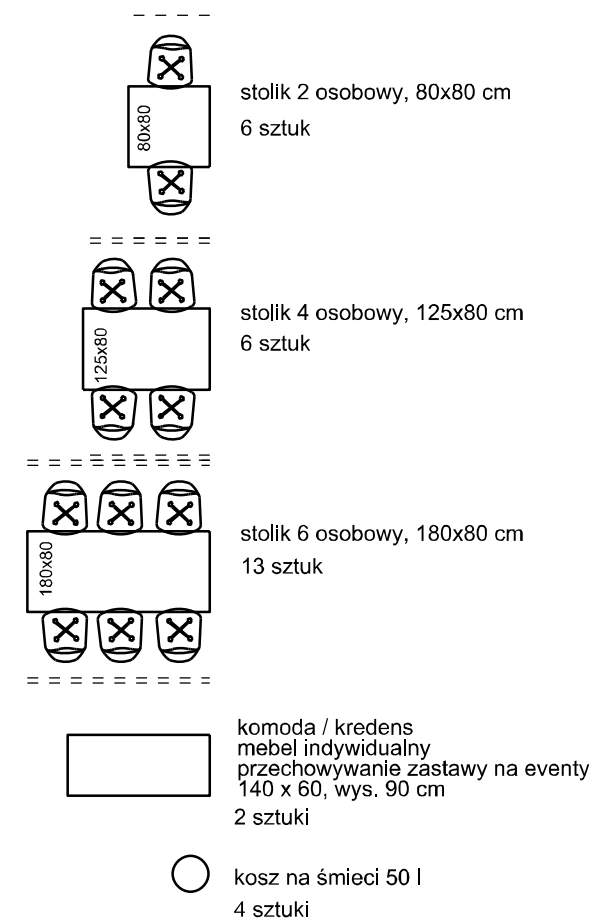 80x80
stolik 2 osobowy, 80x80 cm
6 sztuk
125x80
stolik 4 osobowy, 125x80 cm
6 sztuk
180x80
stolik 6 osobowy, 180x80 cm
13 sztuk
komoda / kredens
mebel indywidualny
przechowywanie zastawy na eventy
140 x 60, wys. 90 cm
2 sztuki
kosz na śmieci 50 l
4 sztuki